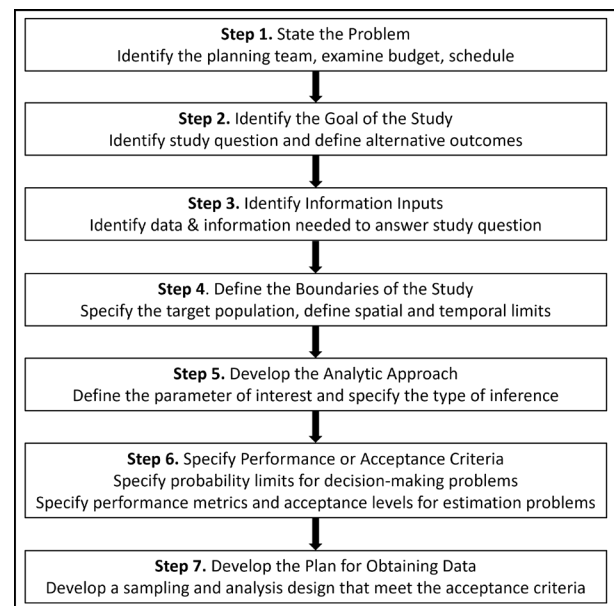 Step 1. State the Problem
Identify the planning team, examine budget, schedule
Step 2. Identify the Goal of the Study
Identify study question and define alternative outcomes
Step 3. Identify Information Inputs
Identify data & information needed to answer study question
Step 4. Define the Boundaries of the Study
Specify the target population, define spatial and temporal limits
Step 5. Develop the Analytic Approach
Define the parameter of interest and specify the type of inference
Step 6. Specify Performance or Acceptance Criteria
Specify probability limits for decision-making problems
Specify performance metrics and acceptance levels for estimation problems
Step 7. Develop the Plan for Obtaining Data
Develop a sampling and analysis design that meet the acceptance criteria